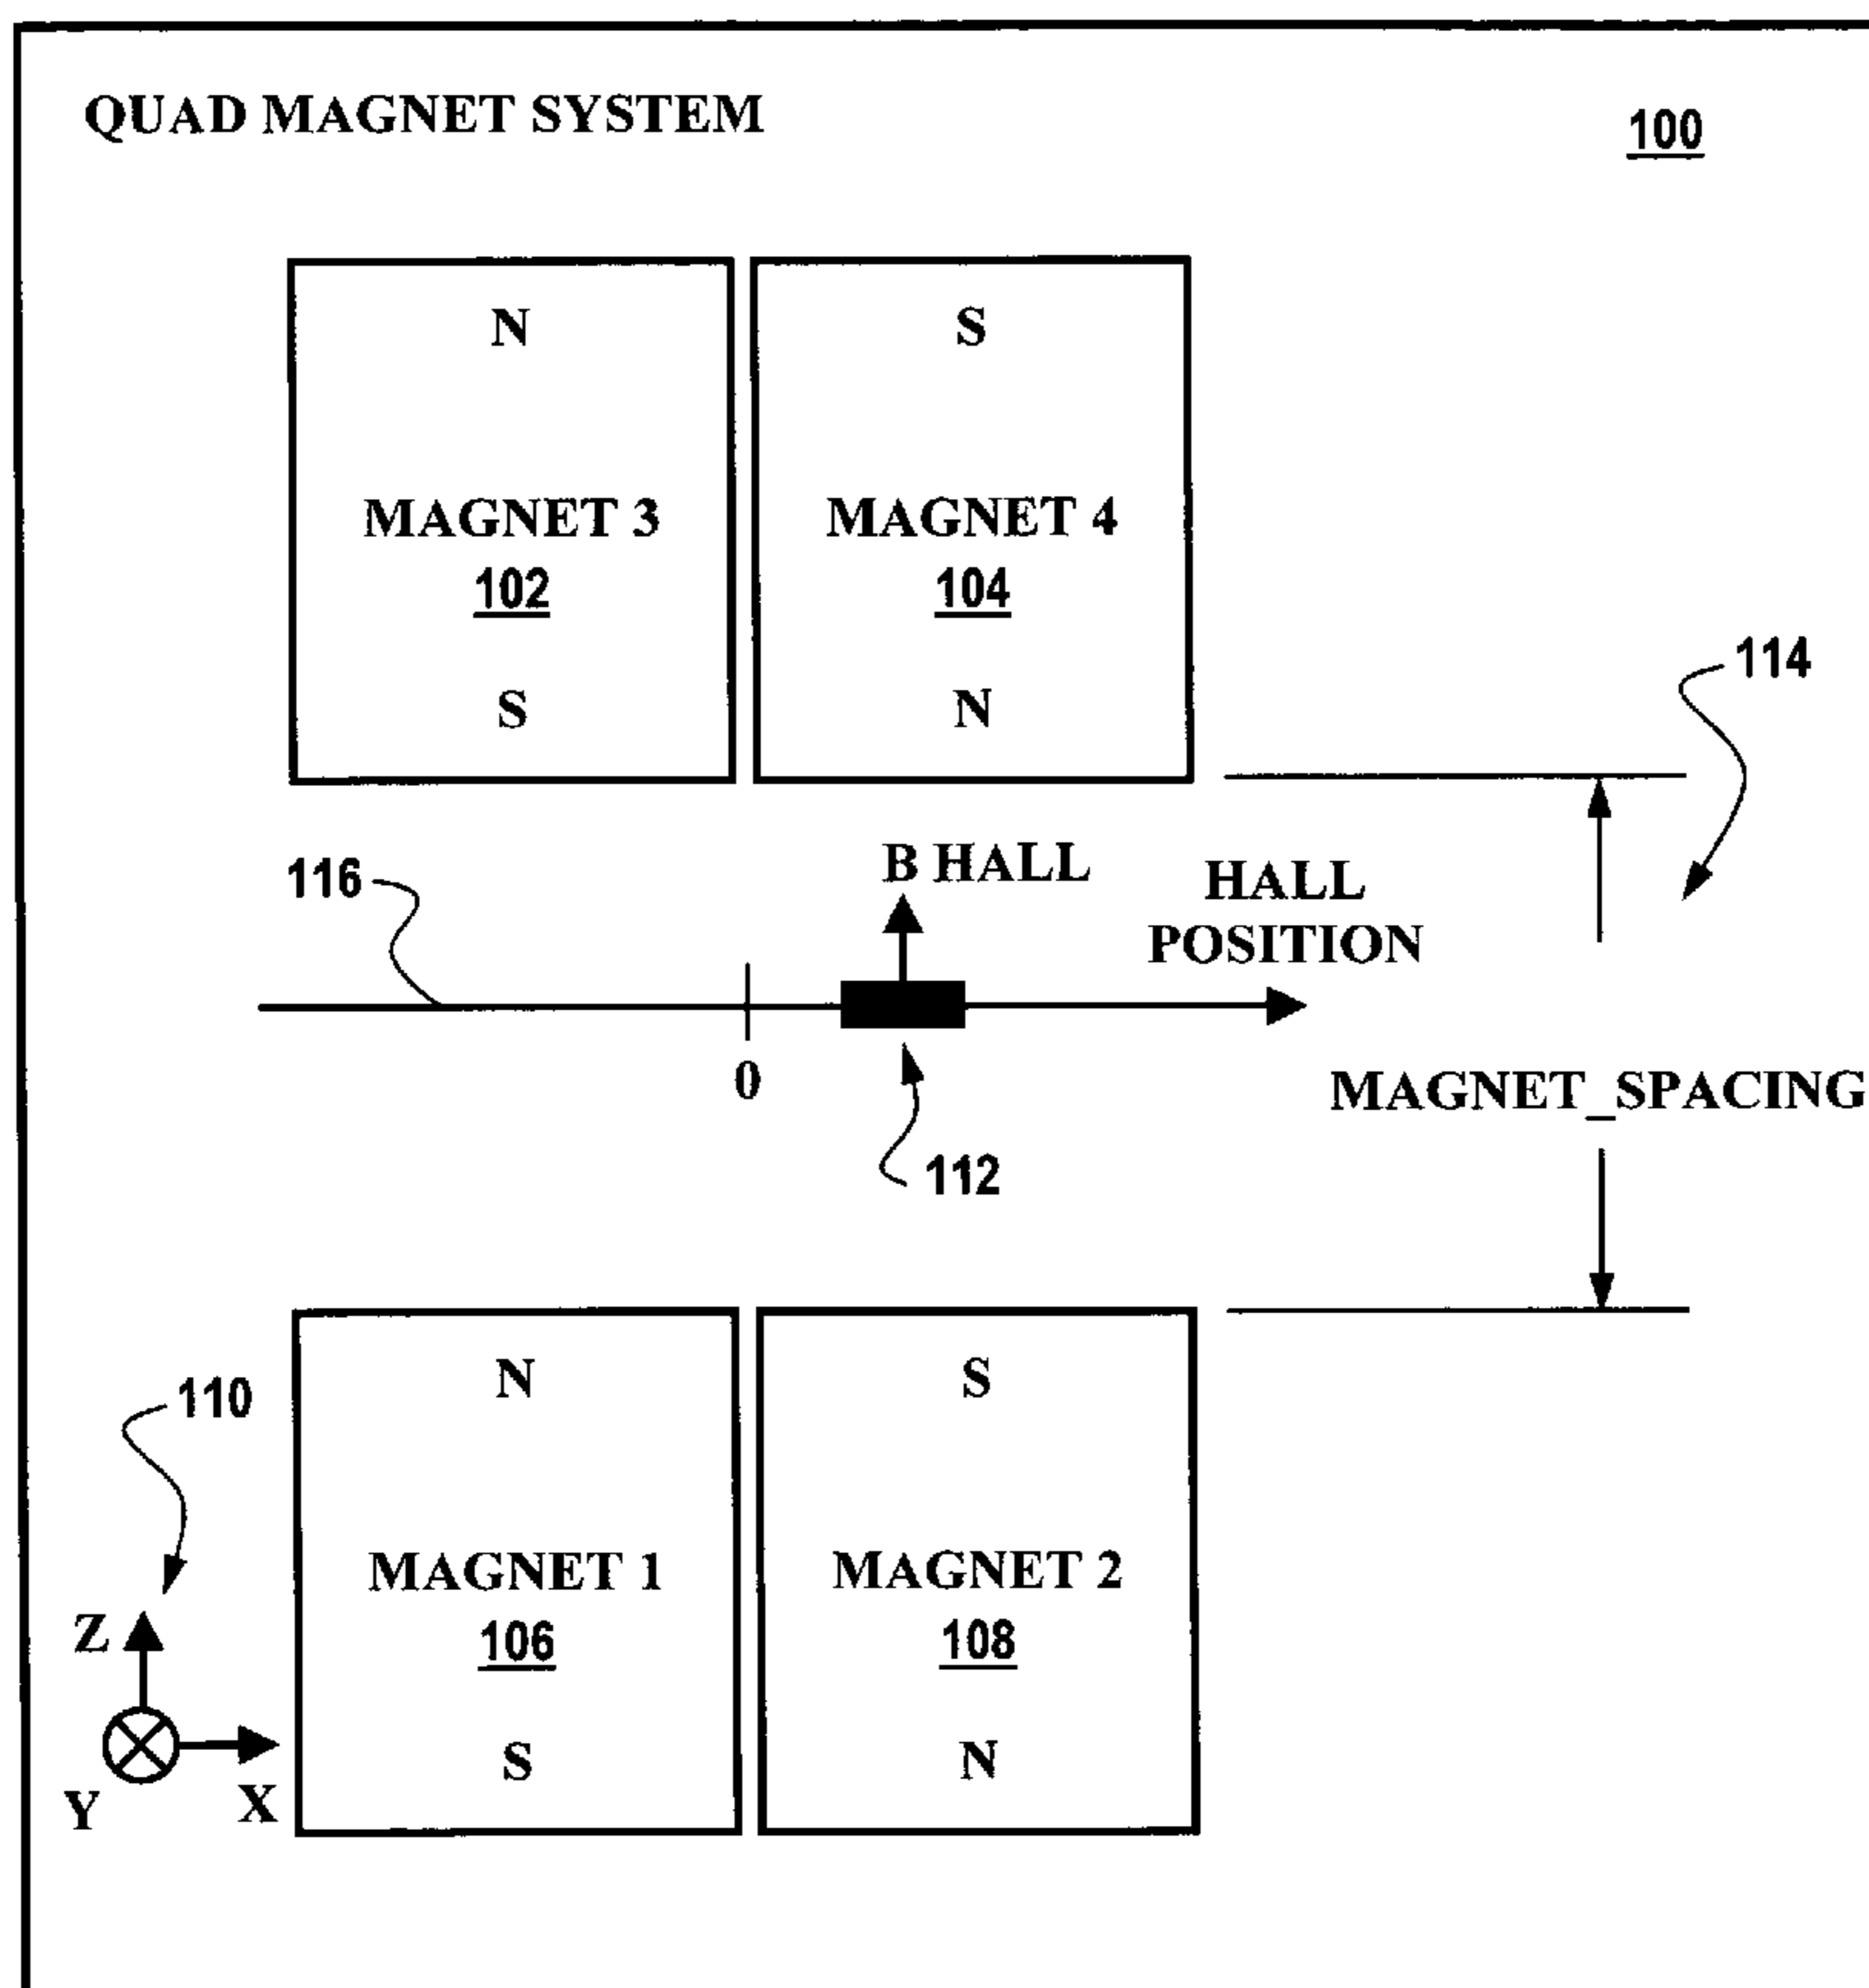 QUAD MAGNET SYSTEM
100
N
S
MAGNET 3
MAGNET 4
102
104
114
S
N
B HALL
116
HALL
POSITION
0
MAGNET_SPACING
112
N
S
110
MAGNET 1
MAGNET 2
Z
106
108
S
N
Y
X